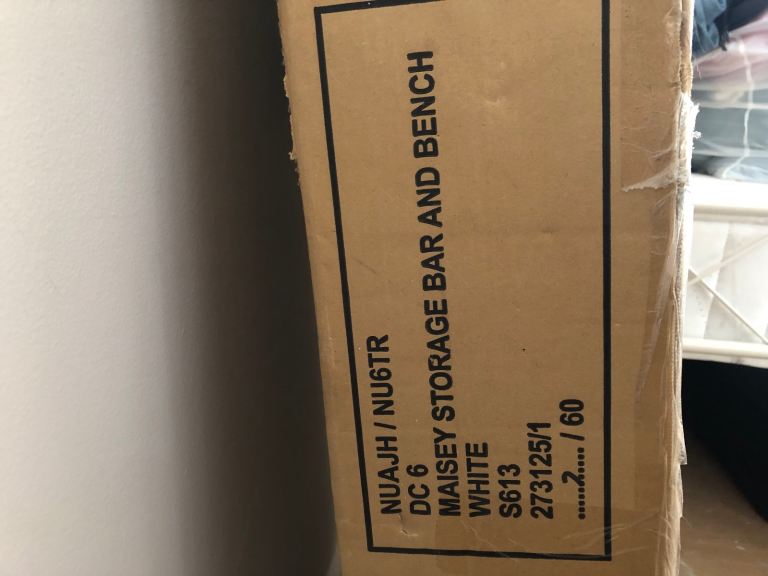 NUAJH / NU6TR
DC 6
MAISEY STORAGE BAR AND BENCH
WHITE
S613
273125/1
......2..... / 60